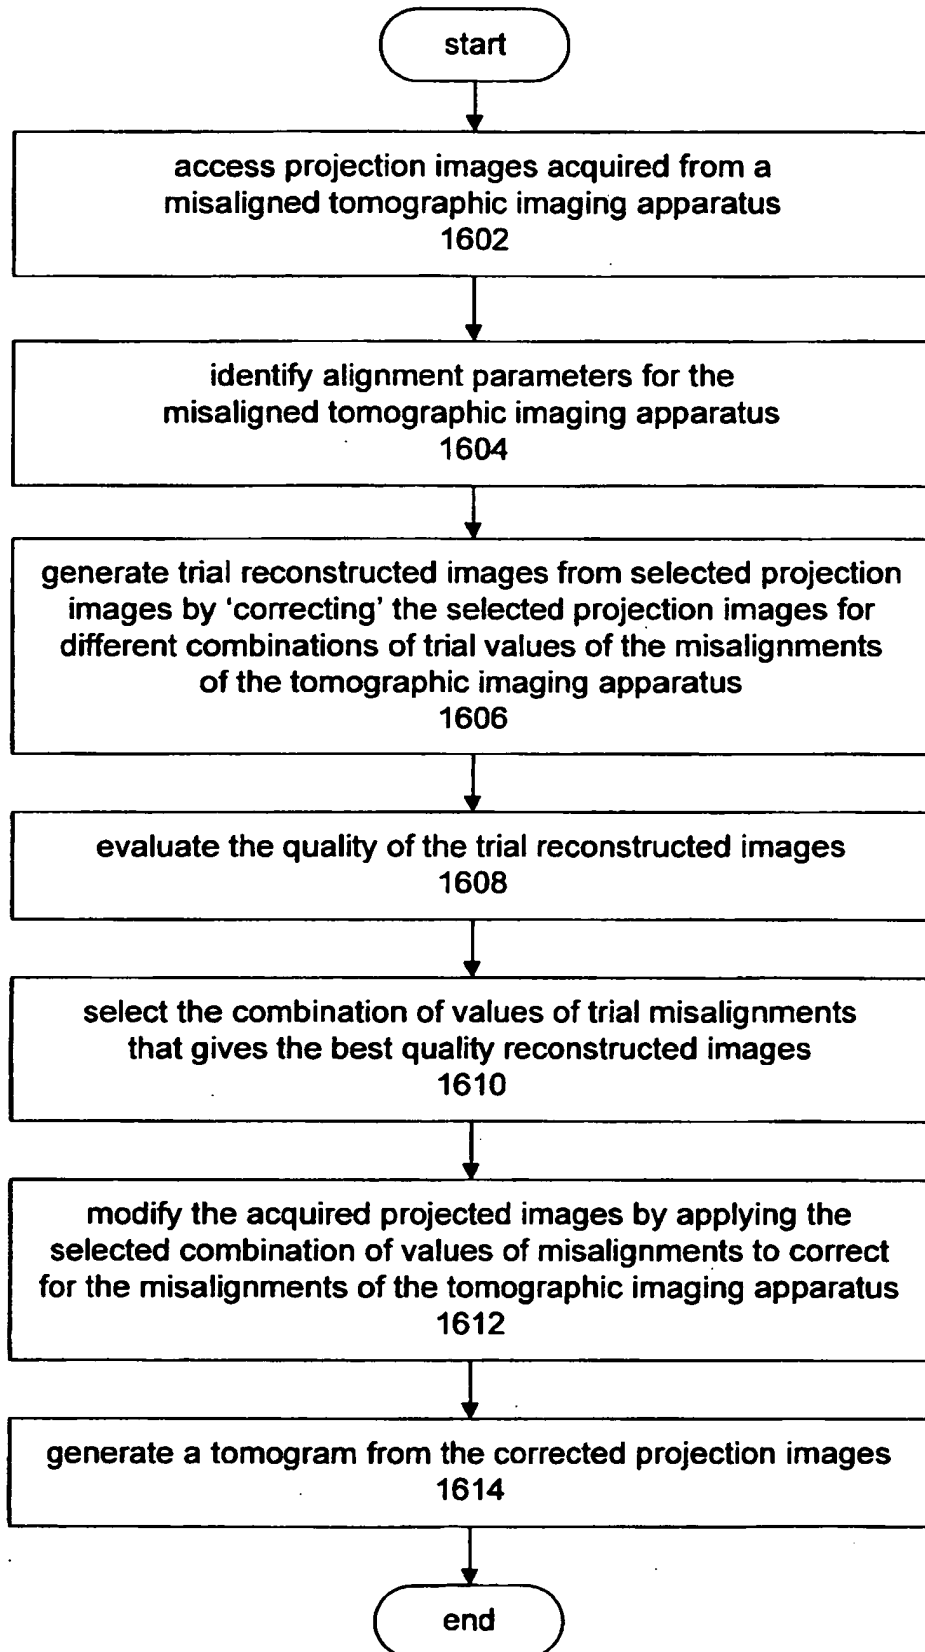 start
access projection images acquired from a
misaligned tomographic imaging apparatus
1602
identify alignment parameters for the
misaligned tomographic imaging apparatus
1604
generate trial reconstructed images from selected projection
images by ‘correcting’ the selected projection images for
different combinations of trial values of the misalignments
of the tomographic imaging apparatus
1606
evaluate the quality of the trial reconstructed images
1608
select the combination of values of trial misalignments
that gives the best quality reconstructed images
1610
modify the acquired projected images by applying the
selected combination of values of misalignments to correct
for the misalignments of the tomographic imaging apparatus
1612
generate a tomogram from the corrected projection images
1614
end